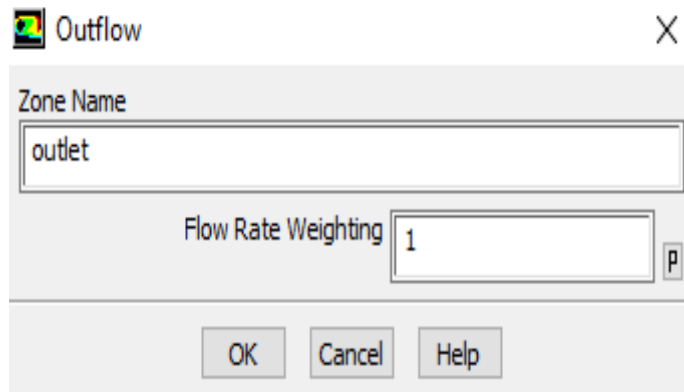 Outflow
Zone Name
outlet
Flow Rate Weighting 1 P
OK Cancel Help